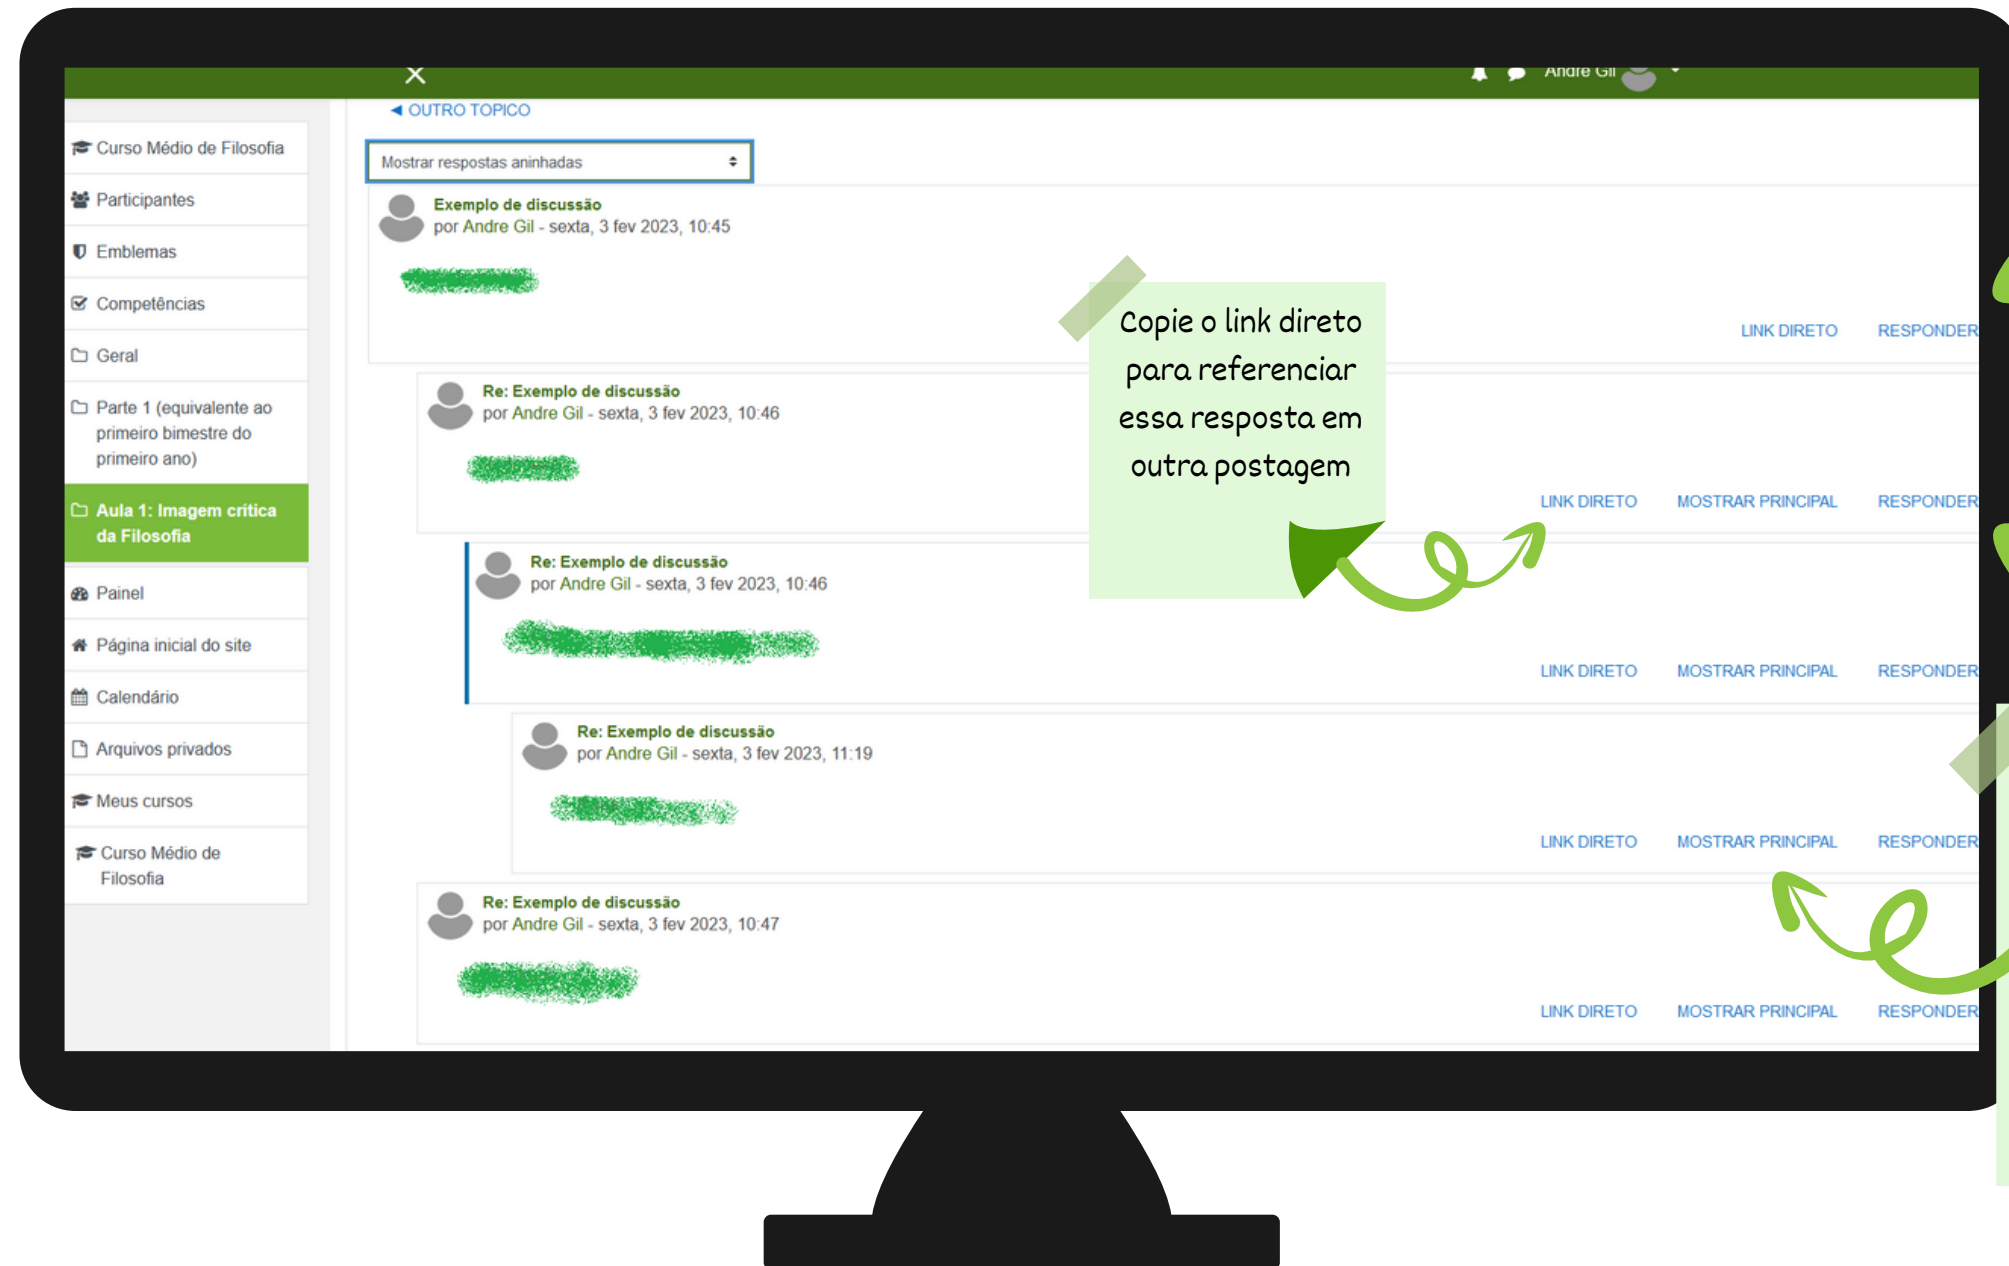 Andre Gil
◄ OUTRO TOPICO
Curso Médio de Filosofia
Participantes
Emblemas
Competências
Geral
Parte 1 (equivalente ao
primeiro bimestre do
primeiro ano)
Aula 1: Imagem crítica
da Filosofia
Painel
Página inicial do site
Calendário
Arquivos privados
Meus cursos
Curso Médio de
Filosofia
Mostrar respostas aninhadas
Exemplo de discussão
por Andre Gil - sexta, 3 fev 2023, 10:45
LINK DIRETO RESPONDER
Re: Exemplo de discussão
por Andre Gil - sexta, 3 fev 2023, 10:46
LINK DIRETO MOSTRAR PRINCIPAL RESPONDER
Re: Exemplo de discussão
por Andre Gil - sexta, 3 fev 2023, 10:46
LINK DIRETO MOSTRAR PRINCIPAL RESPONDER
Re: Exemplo de discussão
por Andre Gil - sexta, 3 fev 2023, 11:19
LINK DIRETO MOSTRAR PRINCIPAL RESPONDER
Re: Exemplo de discussão
por Andre Gil - sexta, 3 fev 2023, 10:47
LINK DIRETO MOSTRAR PRINCIPAL RESPONDER
Copie o link direto
para referenciar
essa resposta em
outra postagem